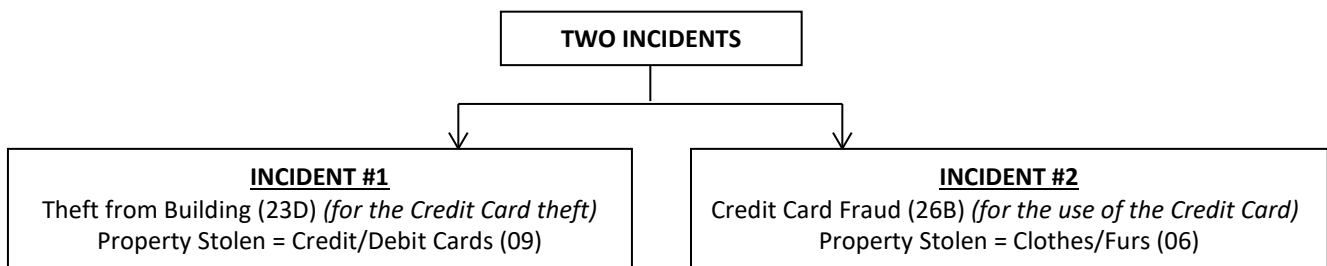 TWO INCIDENTS
INCIDENT #1
Theft from Building (23D) (for the Credit Card theft)
Property Stolen = Credit/Debit Cards (09)
INCIDENT #2
Credit Card Fraud (26B) (for the use of the Credit Card)
Property Stolen = Clothes/Furs (06)